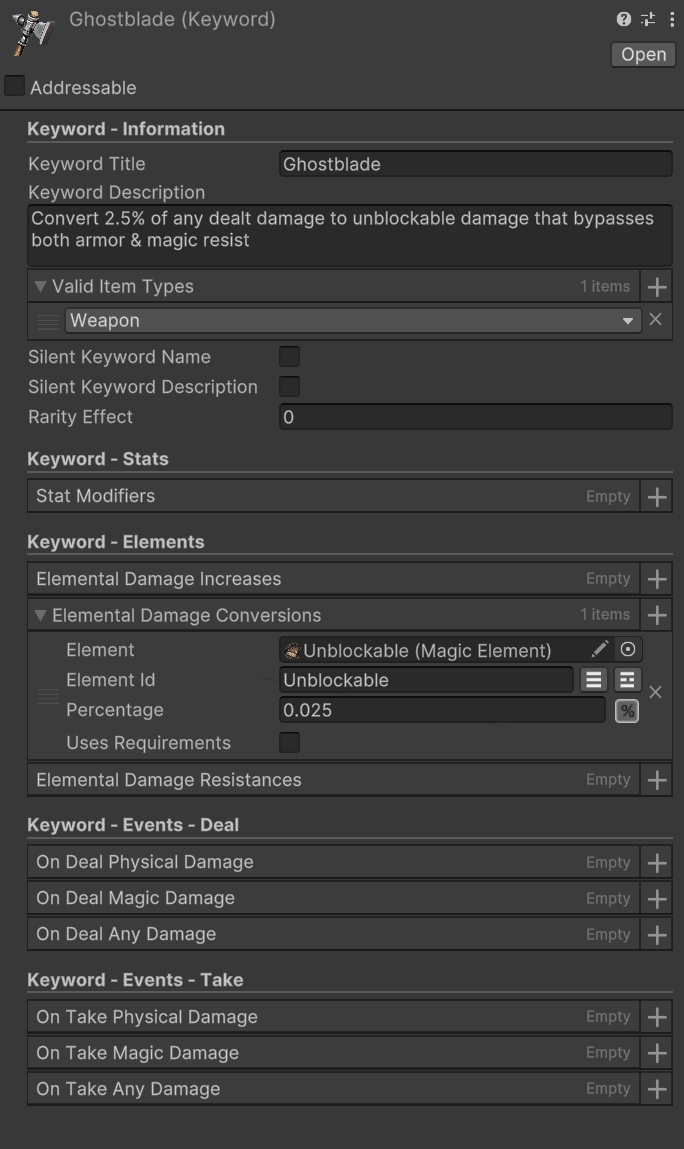 Ghostblade (Keyword)
Open
Addressable
Keyword - Information
Keyword Title Ghostblade
Keyword Description
Convert 2.5% of any dealt damage to unblockable damage that bypasses
both armor & magic resist
Valid Item Types 1 items
Weapon
Silent Keyword Name
Silent Keyword Description
Rarity Effect 0
Keyword - Stats
Stat Modifiers Empty
Keyword - Elements
Elemental Damage Increases Empty
Elemental Damage Conversions 1 items
Element Unblockable (Magic Element)
Element Id Unblockable
Percentage 0.025 %
Uses Requirements
Elemental Damage Resistances Empty
Keyword - Events - Deal
On Deal Physical Damage Empty
On Deal Magic Damage Empty
On Deal Any Damage Empty
Keyword - Events - Take
On Take Physical Damage Empty
On Take Magic Damage Empty
On Take Any Damage Empty